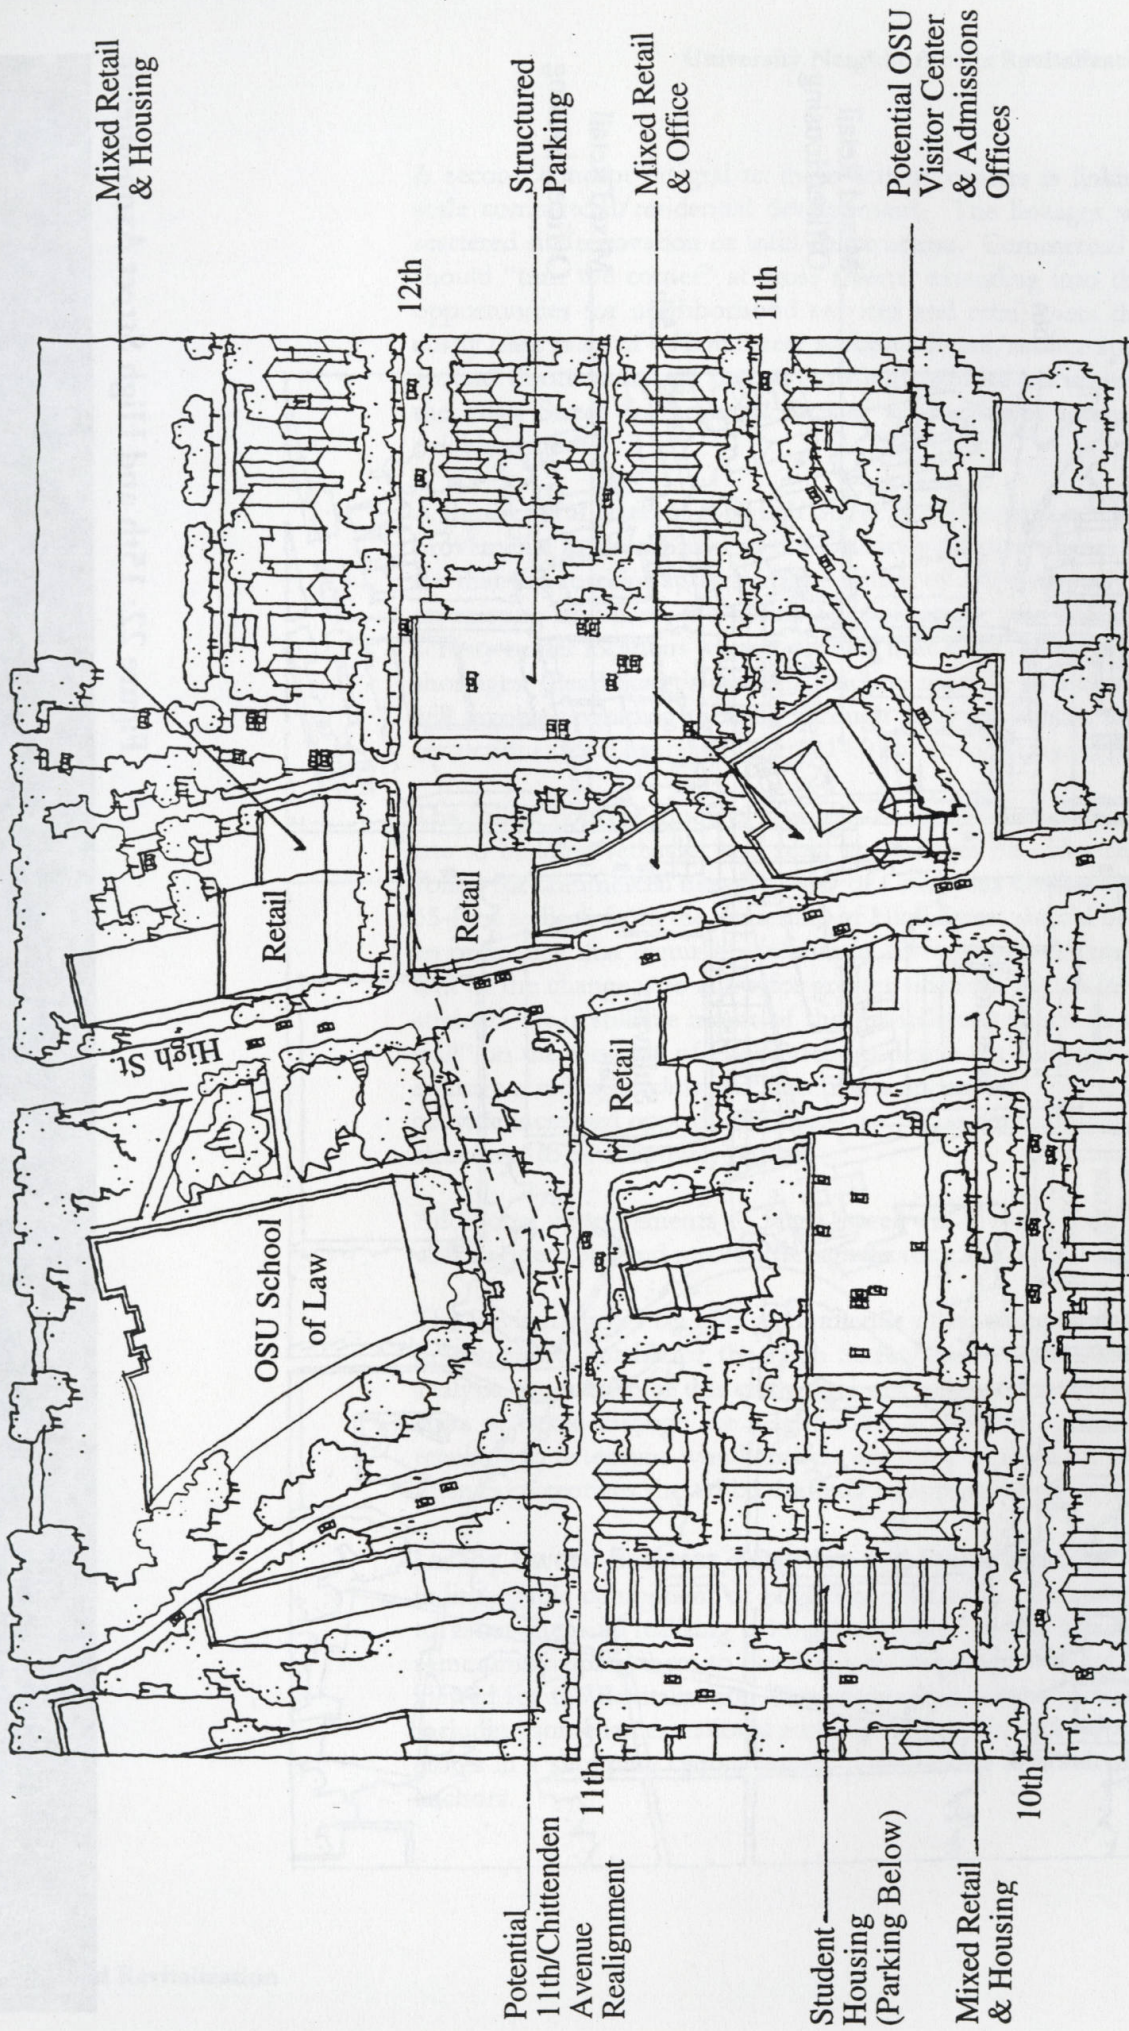 Mixed Retail
& Housing
Structured
Parking
Mixed Retail
& Office
Potential OSU
Visitor Center
& Admissions
Offices
12th
11th
High St.
Retail
Retail
Retail
OSU School
of Law
11th
10th
Potential
11th/Chittenden
Avenue
Realignment
Student
Housing
(Parking Below)
Mixed Retail
& Housing